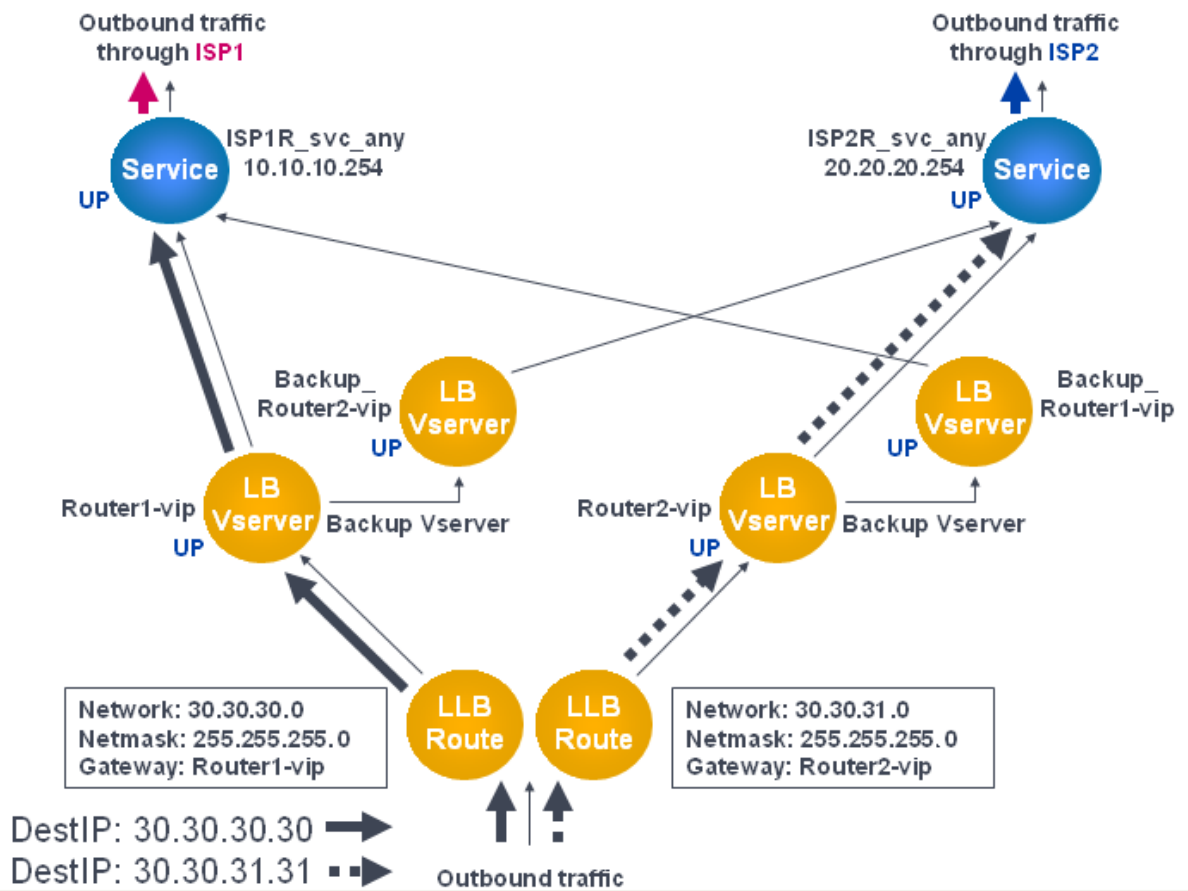 Outbound traffic
through ISP1
Outbound traffic
through ISP2
Service
UP
ISP1R_svc_any
10.10.10.254
ISP2R_svc_any
20.20.20.254
UP
Service
Backup_
Router2-vip
LB
Vserver
UP
LB
Vserver
UP
Backup_
Router1-vip
Router1-vip
LB
Vserver
UP
Backup Vserver
Router2-vip
LB
Vserver
UP
Backup Vserver
Network: 30.30.30.0
Netmask: 255.255.255.0
Gateway: Router1-vip
LLB
Route
LLB
Route
Network: 30.30.31.0
Netmask: 255.255.255.0
Gateway: Router2-vip
DestIP: 30.30.30.30
DestIP: 30.30.31.31
Outbound traffic